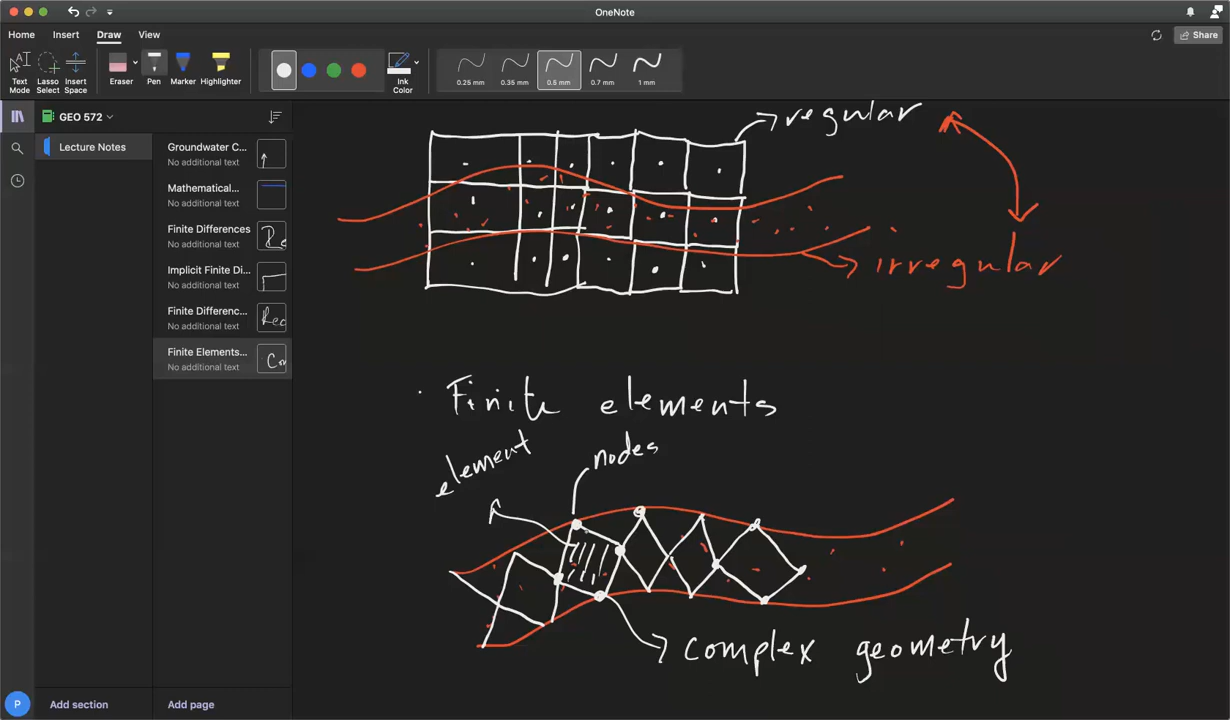 OneNote
Home Insert Draw View
Share
Text Mode
Lasso Select
Insert Space
Eraser
Pen
Marker
Highlighter
Ink Color
0.25 mm
0.35 mm
0.5 mm
0.7 mm
1 mm
GEO 572
Lecture Notes
Groundwater C...
No additional text
Mathematical...
No additional text
Finite Differences
No additional text
Implicit Finite Di...
No additional text
Finite Differenc...
No additional text
Finite Elements...
No additional text
regular
irregular
Finite elements
element
nodes
complex geometry
P
Add section
Add page